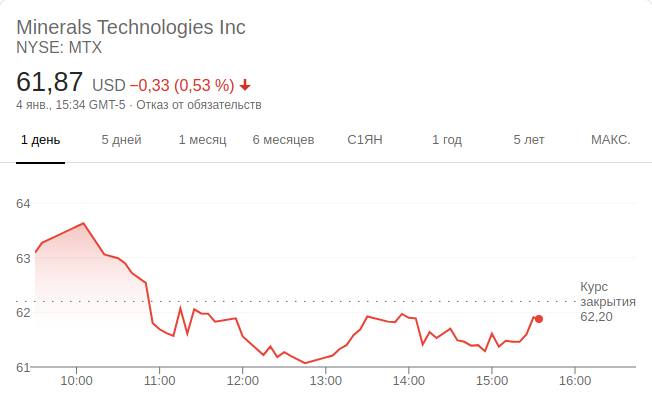 Minerals Technologies Inc
NYSE: MTX
61,87 USD −0,33 (0,53 %)
4 янв., 15:34 GMT-5 · Отказ от обязательств
1 день 5 дней 1 месяц 6 месяцев С1ЯН 1 год 5 лет МАКС.
64
63
62
61
Курс
закрытия
62,20
10:00 11:00 12:00 13:00 14:00 15:00 16:00